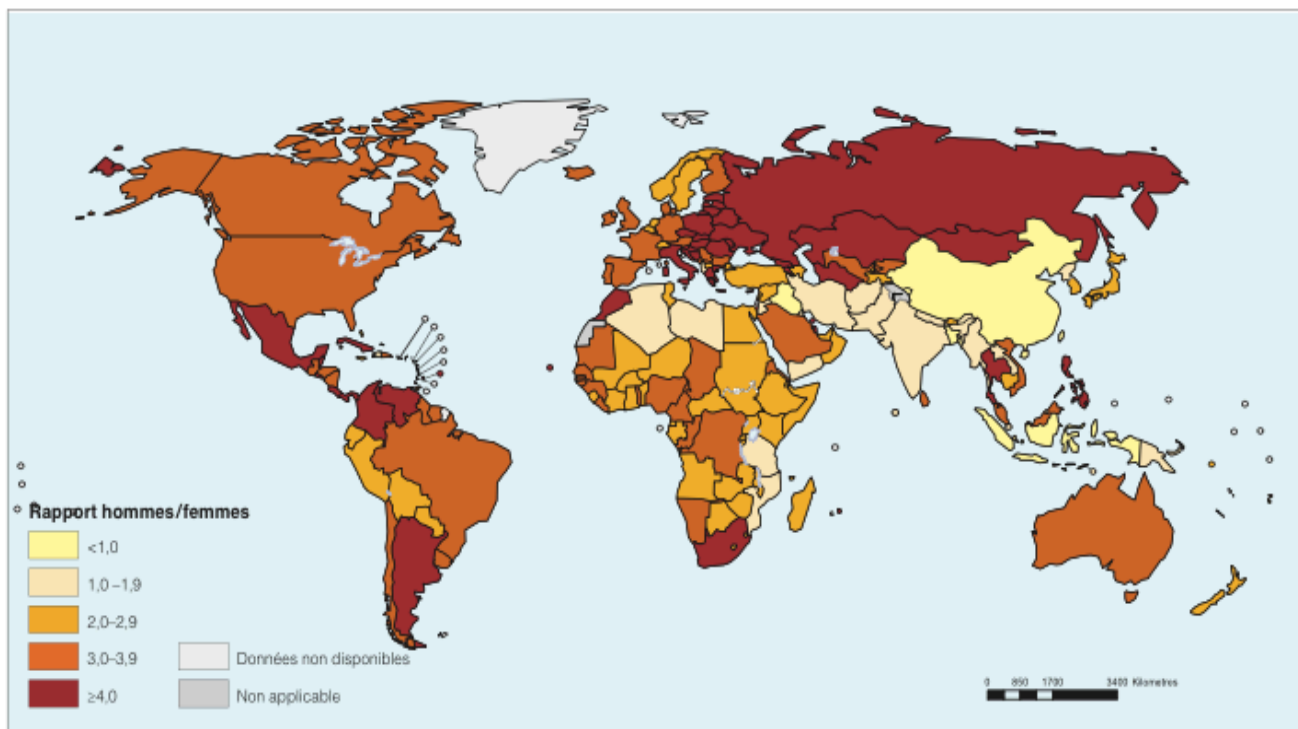 Rapport hommes/femmes
<1,0
1,0–1,9
2,0–2,9
3,0–3,9
≥4,0
Données non disponibles
Non applicable
0 850 1700 3400 Kilometres